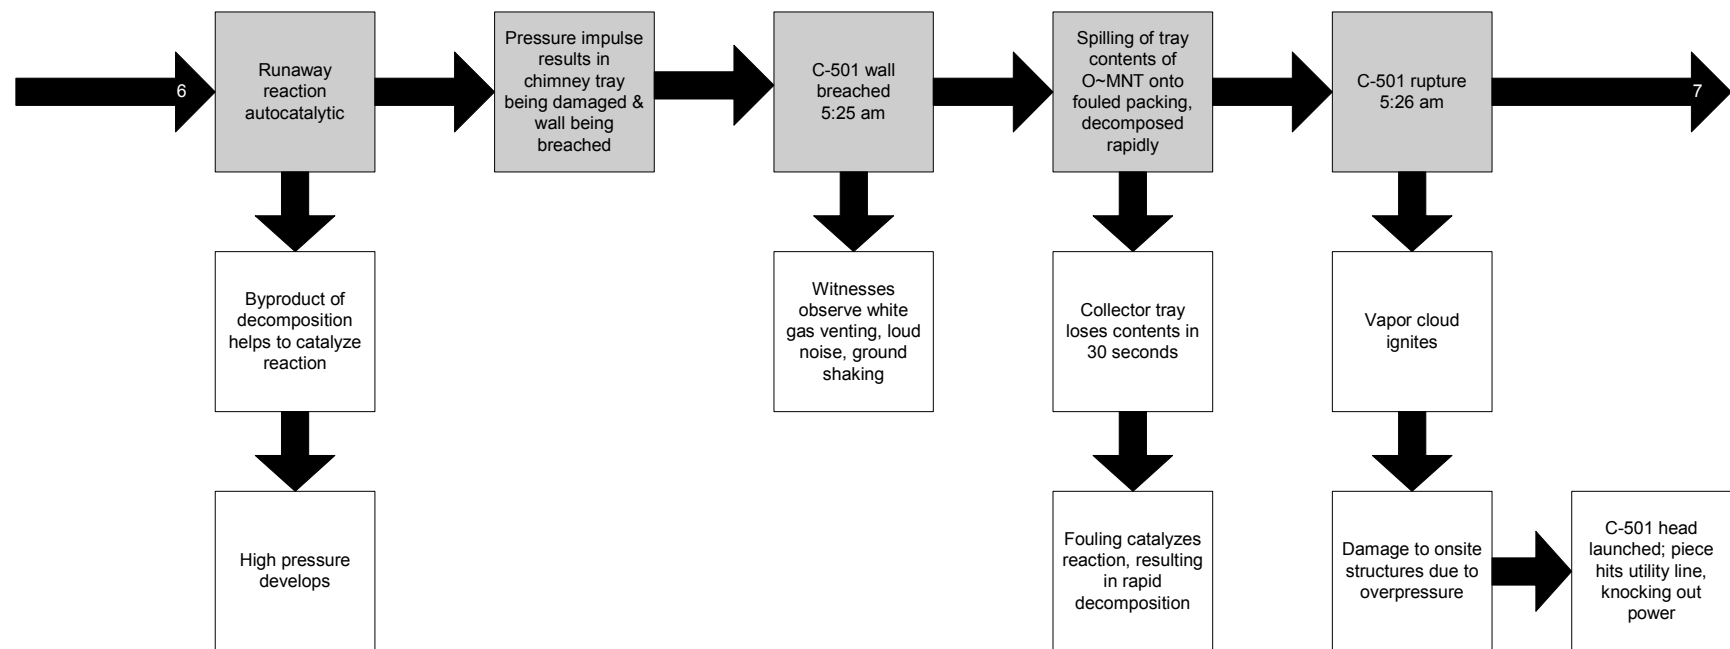 6
Runaway
reaction
autocatalytic
Pressure impulse
results in
chimney tray
being damaged &
wall being
breached
C-501 wall
breached
5:25 am
Spilling of tray
contents of
O~MNT onto
fouled packing,
decomposed
rapidly
C-501 rupture
5:26 am
7
Byproduct of
decomposition
helps to catalyze
reaction
Witnesses
observe white
gas venting, loud
noise, ground
shaking
Collector tray
loses contents in
30 seconds
Vapor cloud
ignites
High pressure
develops
Fouling catalyzes
reaction, resulting
in rapid
decomposition
Damage to onsite
structures due to
overpressure
C-501 head
launched; piece
hits utility line,
knocking out
power